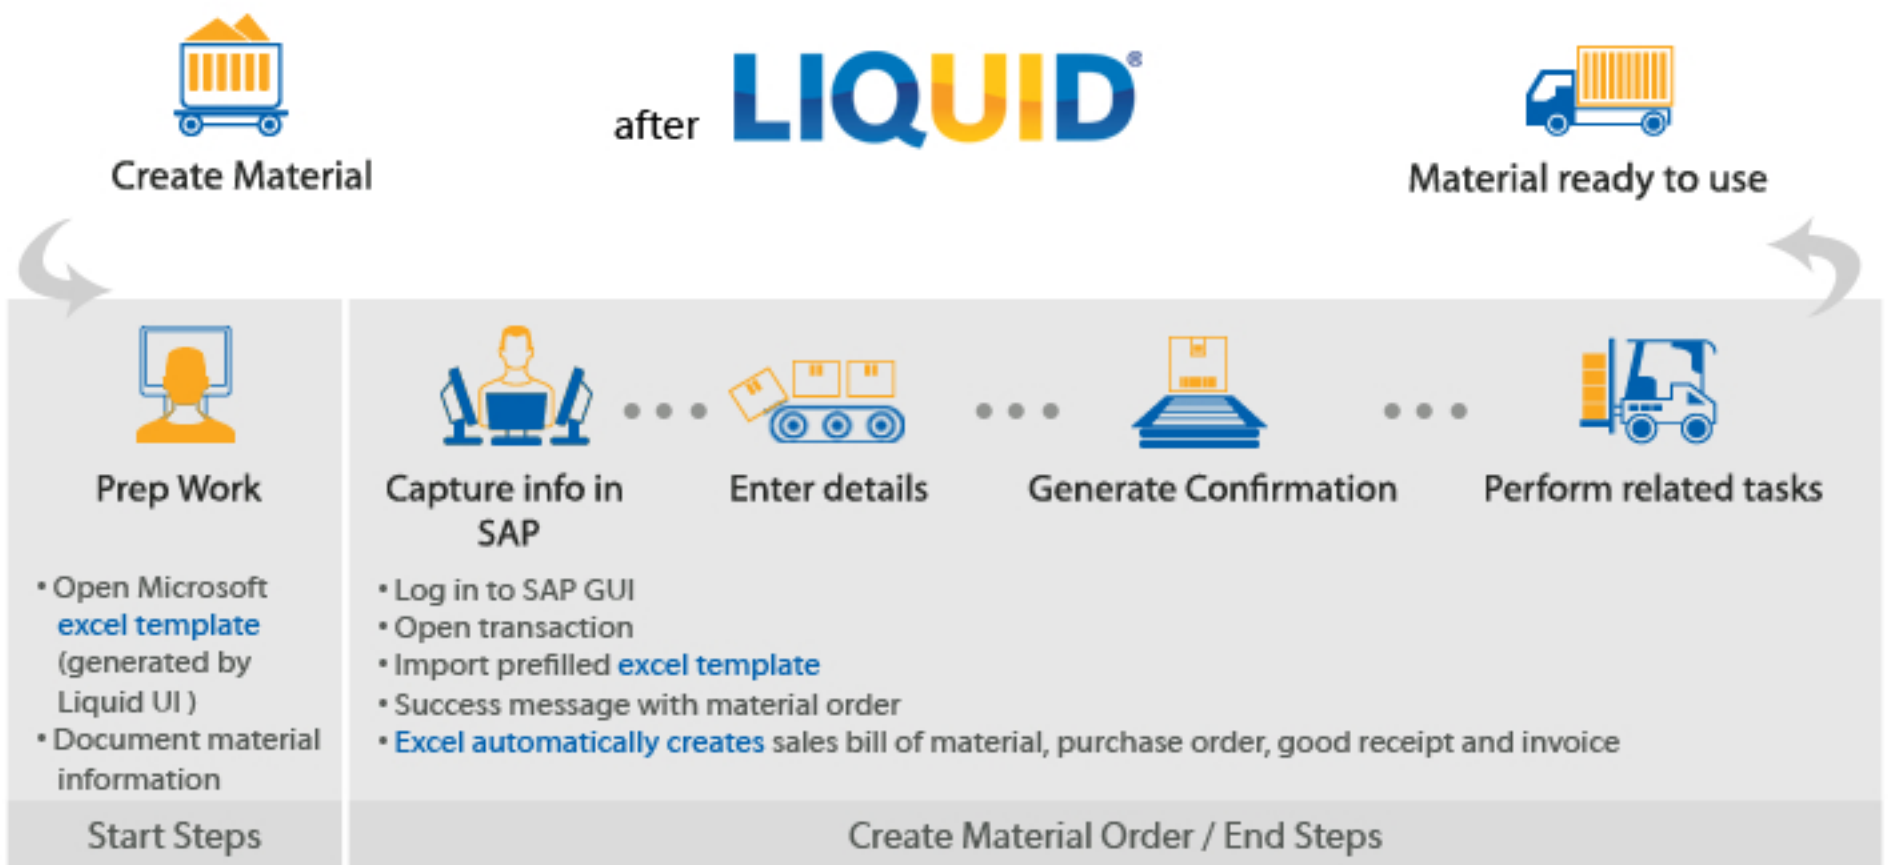 Create Material
after LIQUID®
Material ready to use
Prep Work
• Open Microsoft
excel template
(generated by
Liquid UI )
• Document material
information
Start Steps
Capture info in
SAP
Enter details
Generate Confirmation
Perform related tasks
• Log in to SAP GUI
• Open transaction
• Import prefilled excel template
• Success message with material order
• Excel automatically creates sales bill of material, purchase order, good receipt and invoice
Create Material Order / End Steps